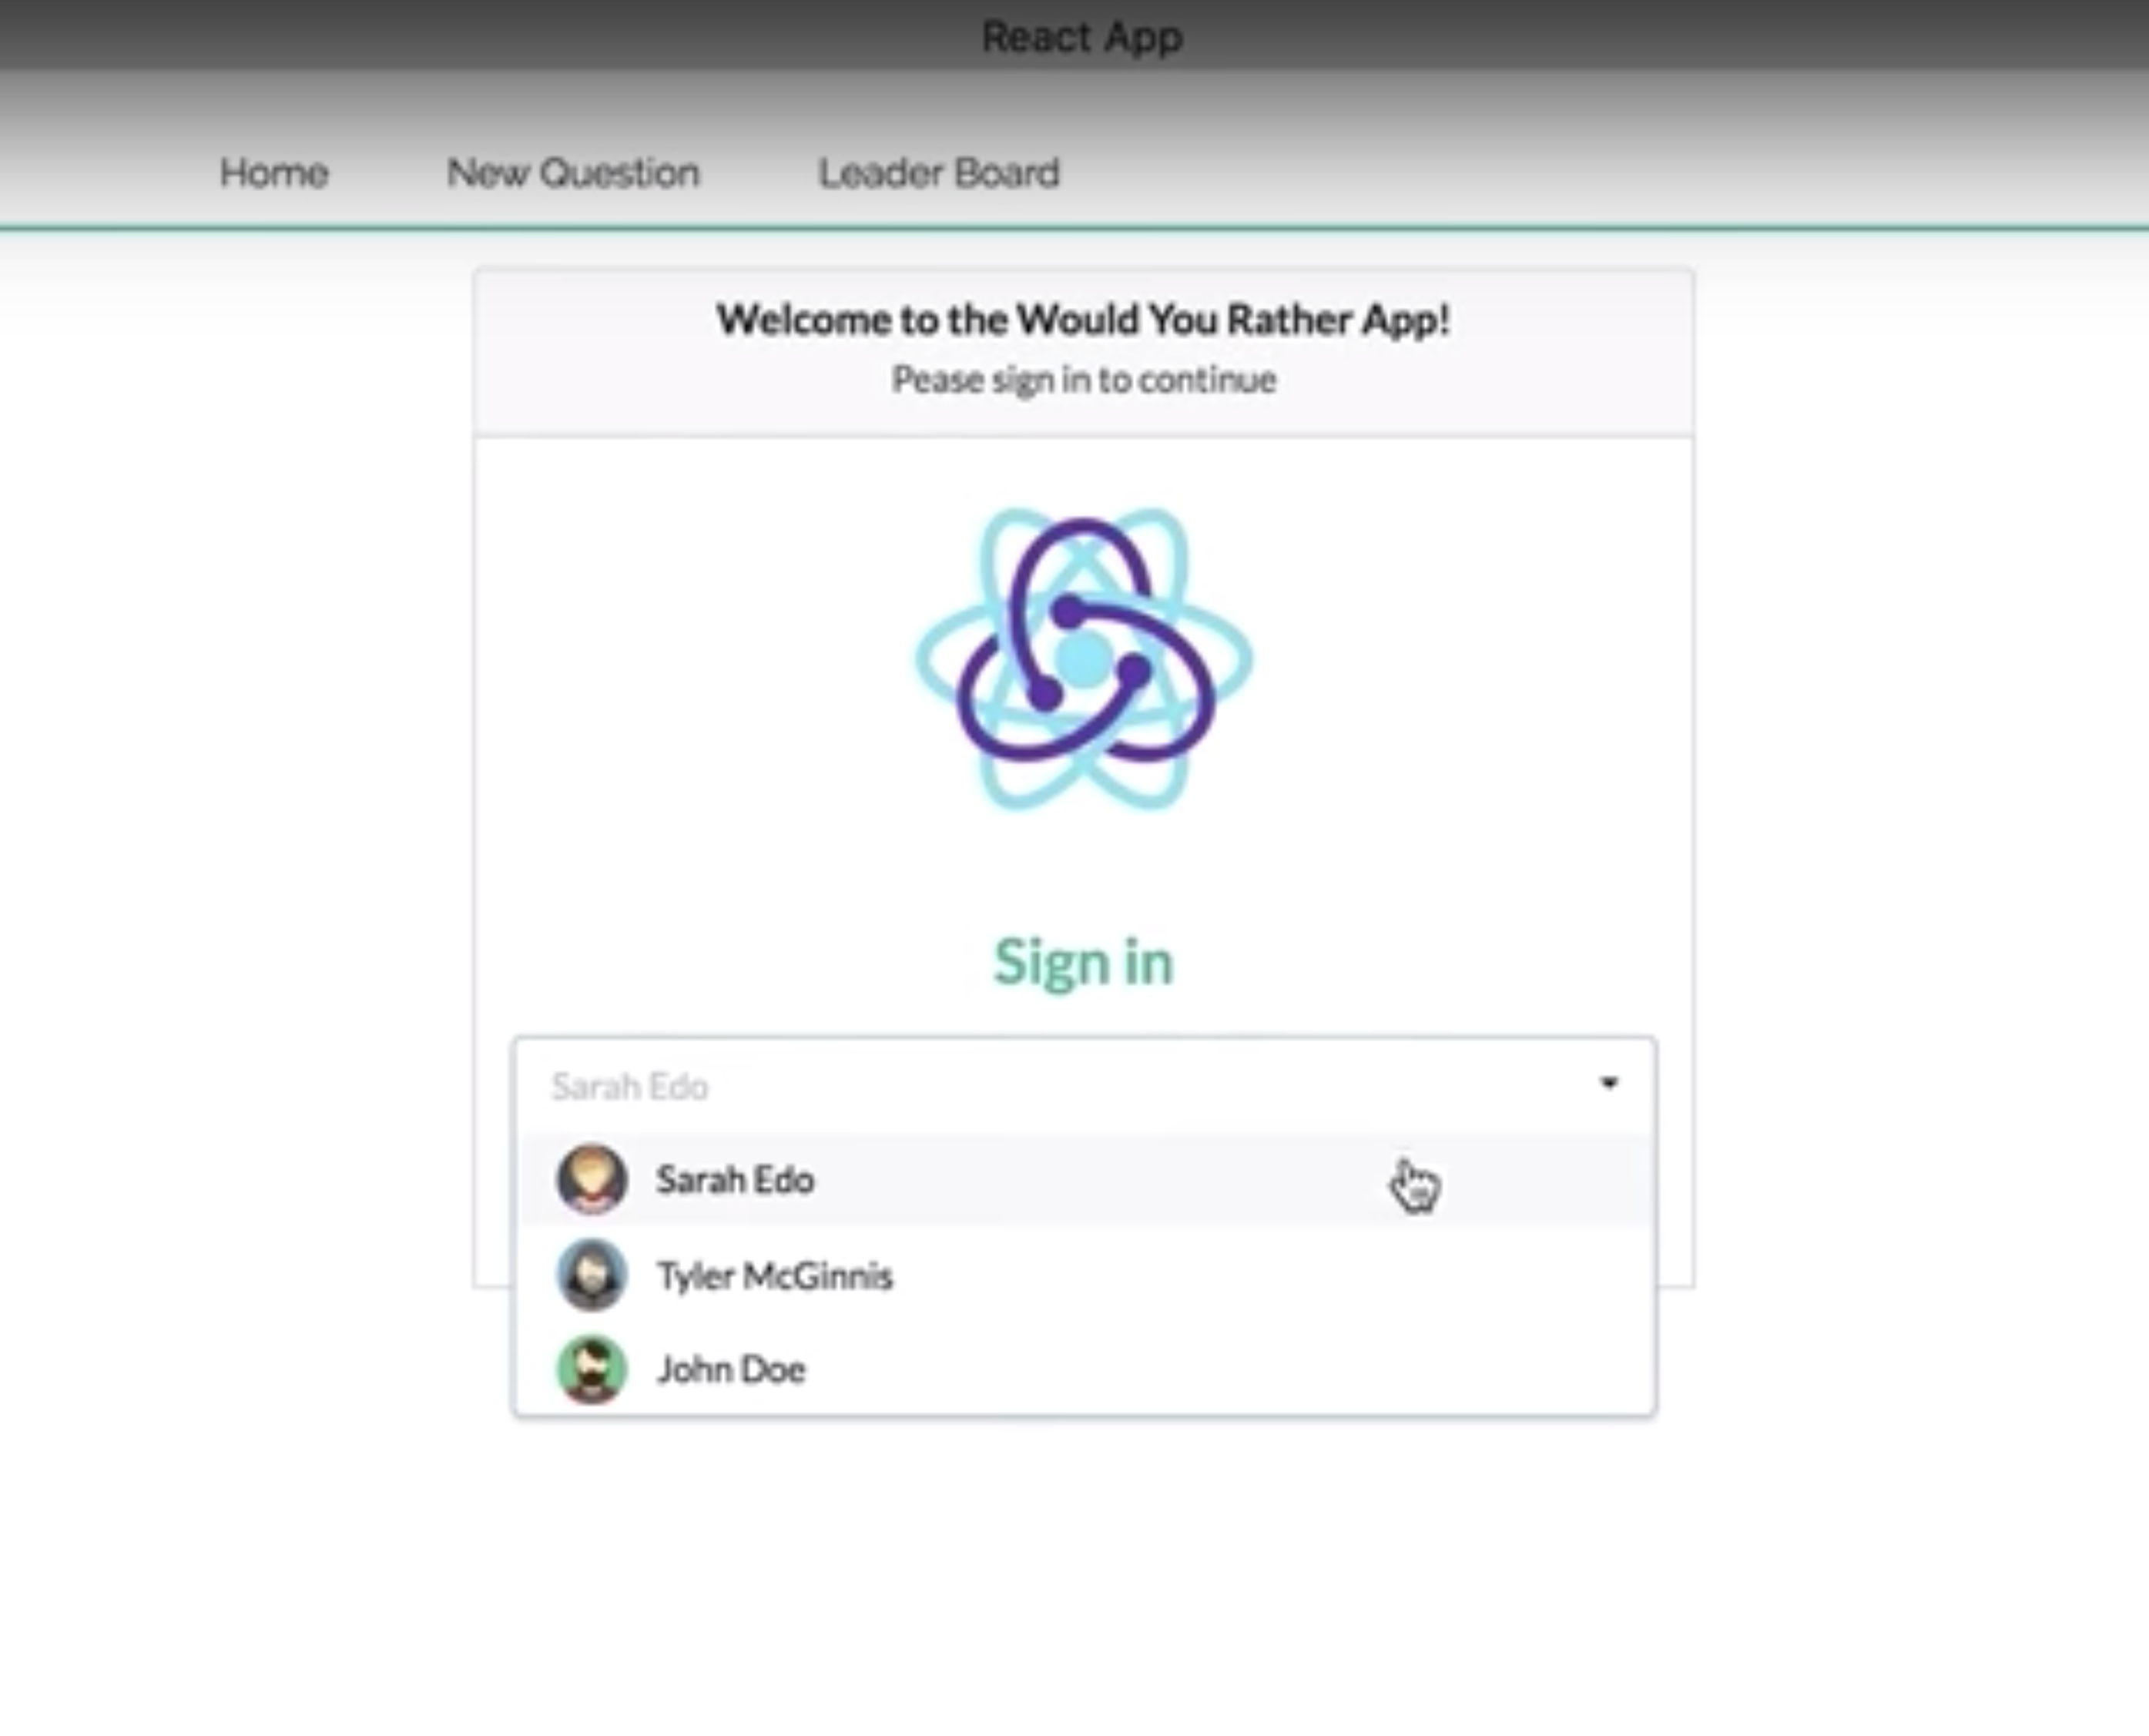 React App
Home New Question Leader Board
Welcome to the Would You Rather App!
Pease sign in to continue
Sign in
Sarah Edo
Sarah Edo
Tyler McGinnis
John Doe